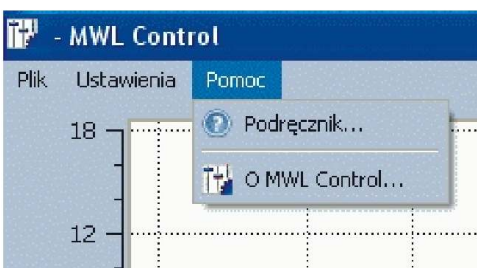 - MWL Control
Plik Ustawienia Pomoc
Podręcznik...
18
O MWL Control...
12